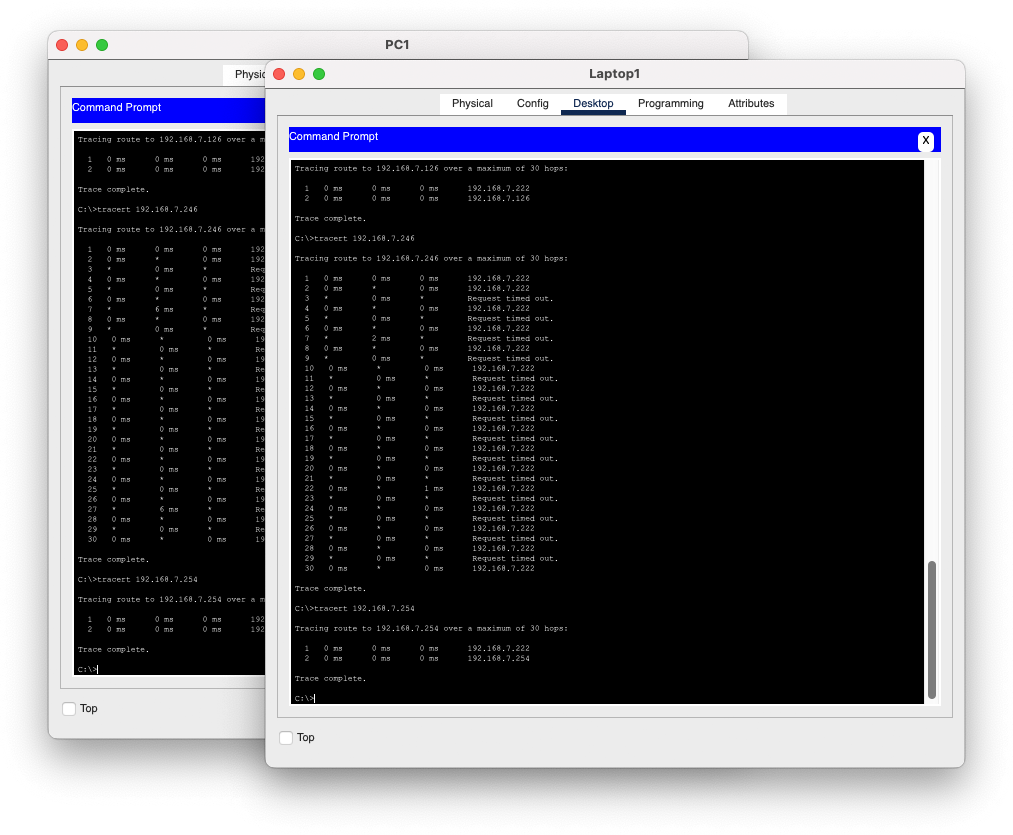 PC1
Physic
Command Prompt
Tracing route to 192.168.7.126 over a m
1 0 ms 0 ms 0 ms 192
2 0 ms 0 ms 0 ms 192
Trace complete.
C:\>tracert 192.168.7.246
Tracing route to 192.168.7.246 over a m
1 0 ms 0 ms 0 ms 192
2 0 ms * 0 ms 192
3 * 0 ms * Req
4 0 ms * 0 ms 192
5 * 0 ms * Req
6 0 ms * 0 ms 192
7 * 6 ms * Req
8 0 ms * 0 ms 192
9 * 0 ms * Req
10 0 ms * 0 ms 19
11 * 0 ms * Re
12 0 ms * 0 ms 19
13 * 0 ms * Re
14 0 ms * 0 ms 19
15 * 0 ms * Re
16 0 ms * 0 ms 19
17 * 0 ms * Re
18 0 ms * 0 ms 19
19 * 0 ms * Re
20 0 ms * 0 ms 19
21 * 0 ms * Re
22 0 ms * 0 ms 19
23 * 0 ms * Re
24 0 ms * 0 ms 19
25 * 0 ms * Re
26 0 ms * 0 ms 19
27 * 6 ms * Re
28 0 ms * 0 ms 19
29 * 0 ms * Re
30 0 ms * 0 ms 19
Trace complete.
C:\>tracert 192.168.7.254
Tracing route to 192.168.7.254 over a m
1 0 ms 0 ms 0 ms 192
2 0 ms 0 ms 0 ms 192
Trace complete.
C:\>
Top
Laptop1
Physical Config Desktop Programming Attributes
Command Prompt
X
Tracing route to 192.168.7.126 over a maximum of 30 hops:
1 0 ms 0 ms 0 ms 192.168.7.222
2 0 ms 0 ms 0 ms 192.168.7.126
Trace complete.
C:\>tracert 192.168.7.246
Tracing route to 192.168.7.246 over a maximum of 30 hops:
1 0 ms 0 ms 0 ms 192.168.7.222
2 0 ms * 0 ms 192.168.7.222
3 * 0 ms * Request timed out.
4 0 ms * 0 ms 192.168.7.222
5 * 0 ms * Request timed out.
6 0 ms * 0 ms 192.168.7.222
7 * 2 ms * Request timed out.
8 0 ms * 0 ms 192.168.7.222
9 * 0 ms * Request timed out.
10 0 ms * 0 ms 192.168.7.222
11 * 0 ms * Request timed out.
12 0 ms * 0 ms 192.168.7.222
13 * 0 ms * Request timed out.
14 0 ms * 0 ms 192.168.7.222
15 * 0 ms * Request timed out.
16 0 ms * 0 ms 192.168.7.222
17 * 0 ms * Request timed out.
18 0 ms * 0 ms 192.168.7.222
19 * 0 ms * Request timed out.
20 0 ms * 0 ms 192.168.7.222
21 * 0 ms * Request timed out.
22 0 ms * 1 ms 192.168.7.222
23 * 0 ms * Request timed out.
24 0 ms * 0 ms 192.168.7.222
25 * 0 ms * Request timed out.
26 0 ms * 0 ms 192.168.7.222
27 * 0 ms * Request timed out.
28 0 ms * 0 ms 192.168.7.222
29 * 0 ms * Request timed out.
30 0 ms * 0 ms 192.168.7.222
Trace complete.
C:\>tracert 192.168.7.254
Tracing route to 192.168.7.254 over a maximum of 30 hops:
1 0 ms 0 ms 0 ms 192.168.7.222
2 0 ms 0 ms 0 ms 192.168.7.254
Trace complete.
C:\>
Top